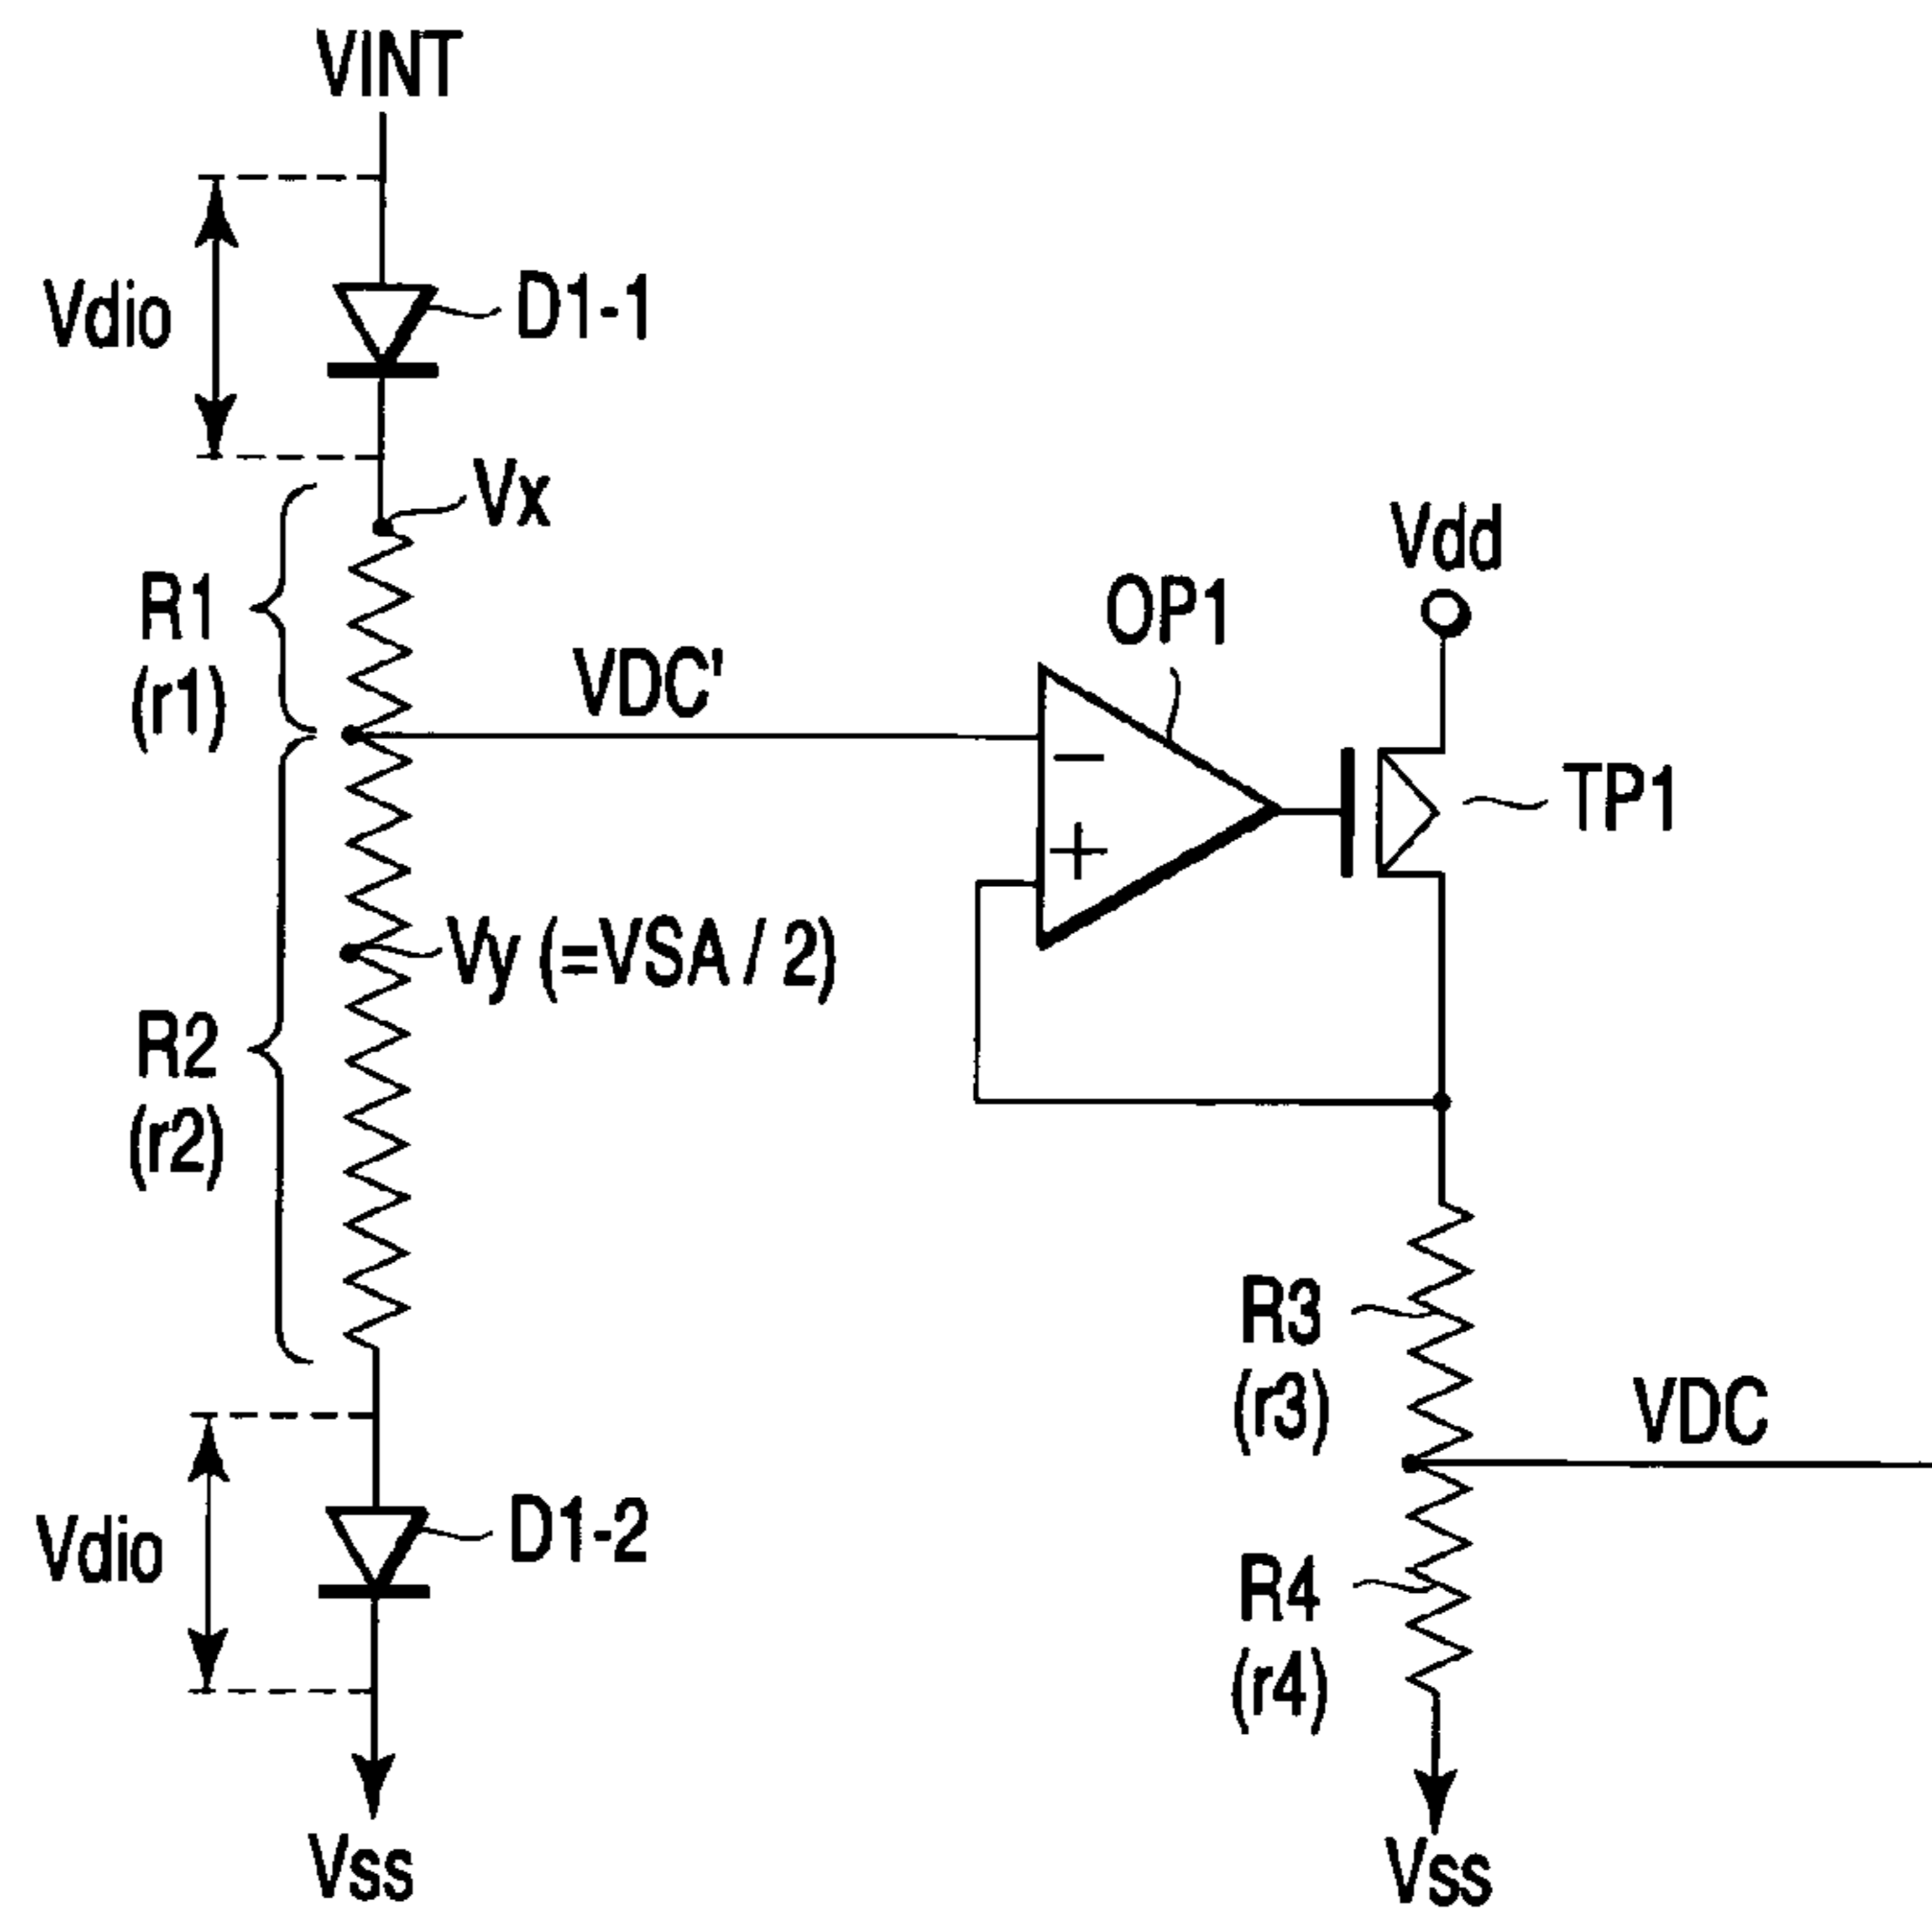 VINT
Vdio
D1-1
Vx
R1
(r1)
VDC'
Vy (=VSA / 2)
R2
(r2)
Vdio
D1-2
Vss
OP1
−
+
Vdd
TP1
R3
(r3)
VDC
R4
(r4)
Vss